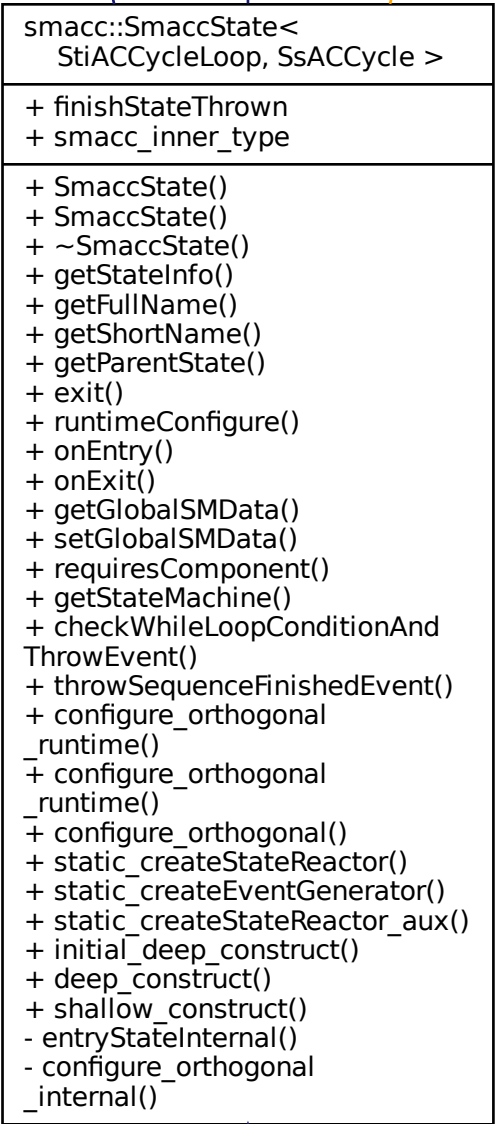 smacc::SmaccState<
StiACCycleLoop, SsACCycle >
+ finishStateThrown
+ smacc_inner_type
+ SmaccState()
+ SmaccState()
+ ~SmaccState()
+ getStateInfo()
+ getFullName()
+ getShortName()
+ getParentState()
+ exit()
+ runtimeConfigure()
+ onEntry()
+ onExit()
+ getGlobalSMData()
+ setGlobalSMData()
+ requiresComponent()
+ getStateMachine()
+ checkWhileLoopConditionAnd
ThrowEvent()
+ throwSequenceFinishedEvent()
+ configure_orthogonal
_runtime()
+ configure_orthogonal
_runtime()
+ configure_orthogonal()
+ static_createStateReactor()
+ static_createEventGenerator()
+ static_createStateReactor_aux()
+ initial_deep_construct()
+ deep_construct()
+ shallow_construct()
- entryStateInternal()
- configure_orthogonal
_internal()